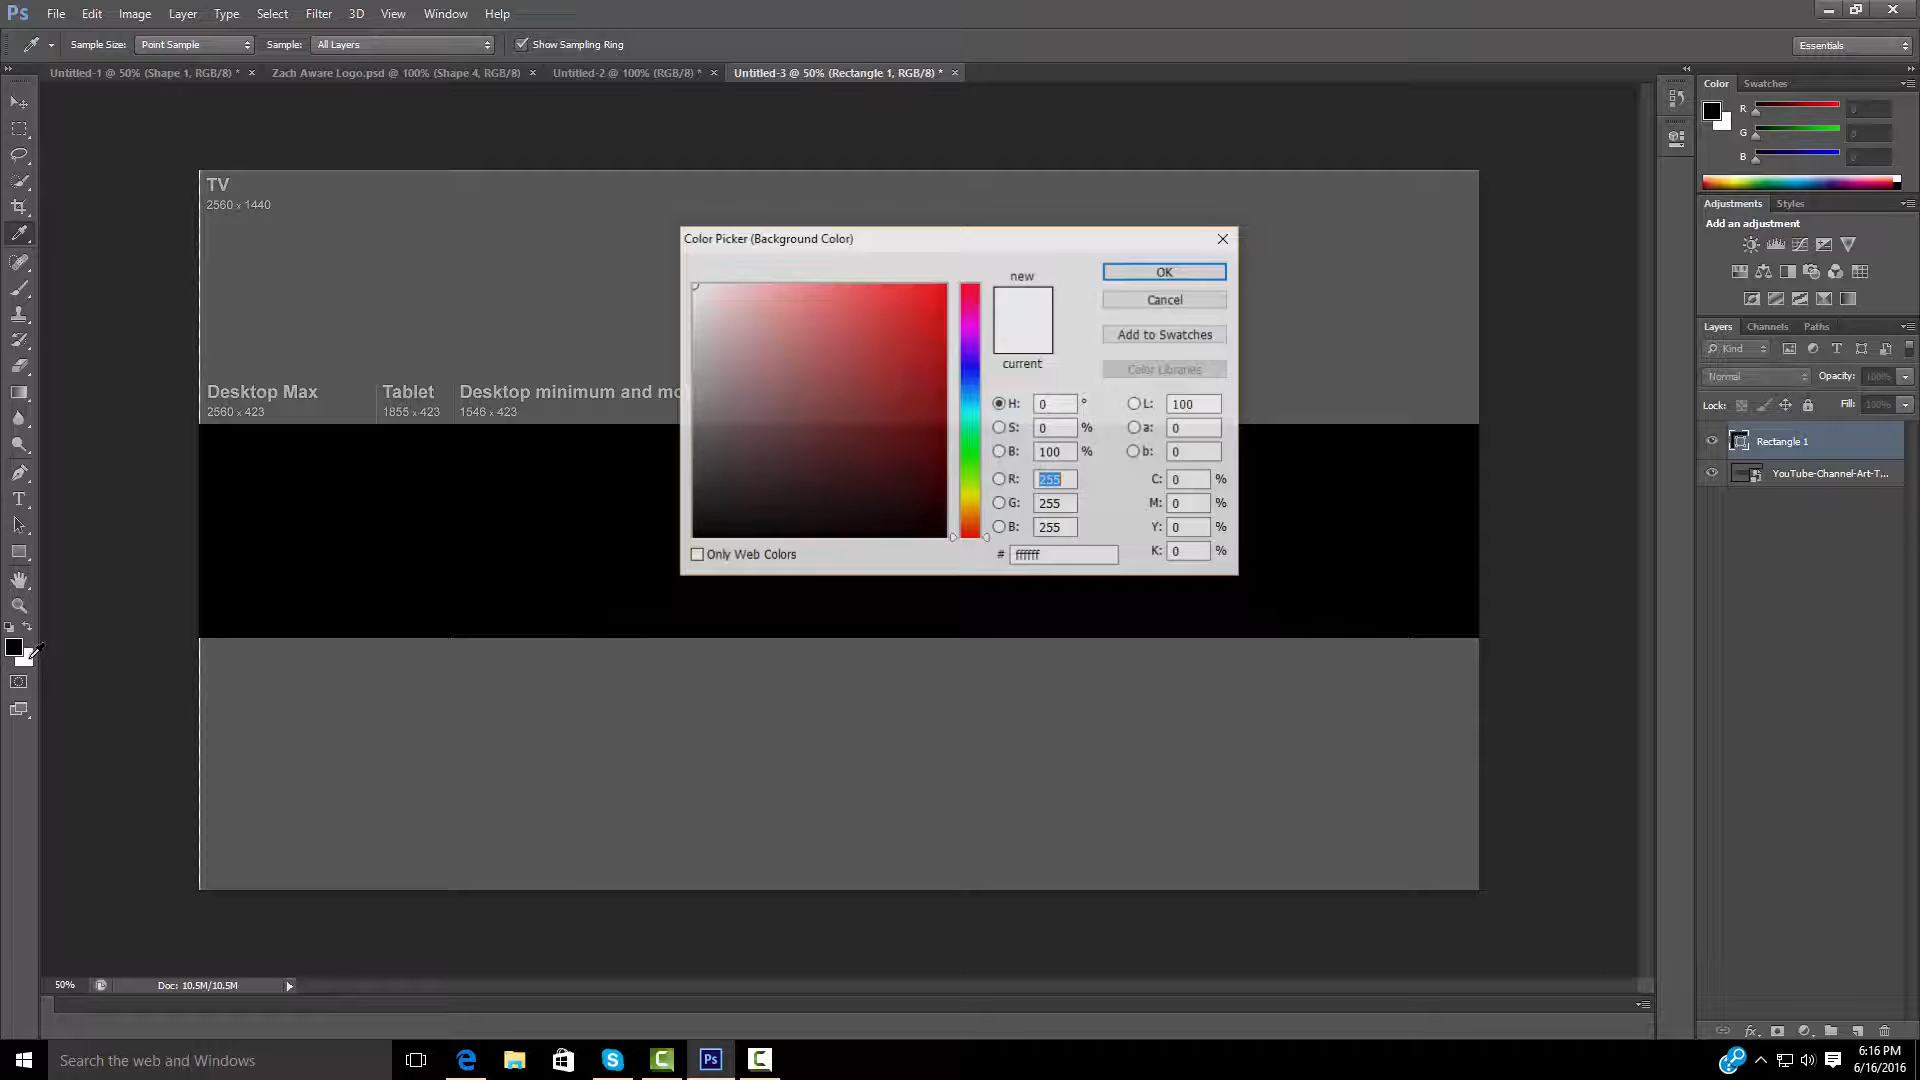 Ps File Edit Image Layer Type Select Filter 3D View Window Help
Sample Size: Point Sample Sample: All Layers Show Sampling Ring Essentials
Untitled-1 @ 50% (Shape 1, RGB/8) * Zach Aware Logo.psd @ 100% (Shape 4, RGB/8) Untitled-2 @ 100% (RGB/8) * Untitled-3 @ 50% (Rectangle 1, RGB/8) *
Color Swatches
R 0
G 0
B 0
Adjustments Styles
Add an adjustment
Layers Channels Paths
Kind
Normal Opacity: 100%
Lock: Fill: 100%
Rectangle 1
YouTube-Channel-Art-T...
TV
2560 x 1440
Desktop Max Tablet Desktop minimum and mo
2560 x 423 1855 x 423 1546 x 423
Color Picker (Background Color)
new OK
Cancel
Add to Swatches
current
Color Libraries
H: 0 ° L: 100
S: 0 % a: 0
B: 100 % b: 0
R: 255 C: 0 %
G: 255 M: 0 %
B: 255 Y: 0 %
Only Web Colors # ffffff K: 0 %
50% Doc: 10.5M/10.5M
Search the web and Windows
Ps
6:16 PM
6/16/2016